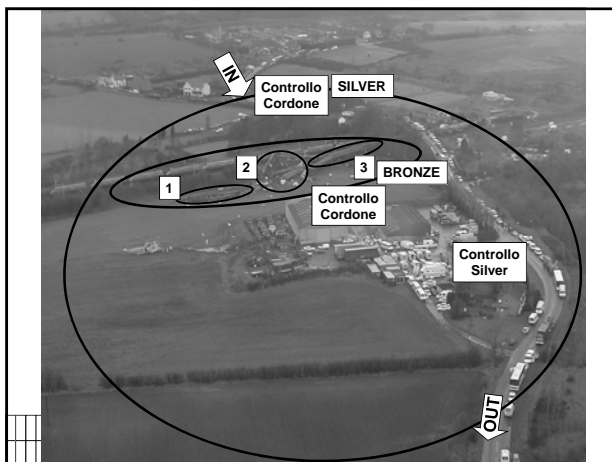 IN
Controllo
Cordone
SILVER
2
1
3
BRONZE
Controllo
Cordone
Controllo
Silver
OUT